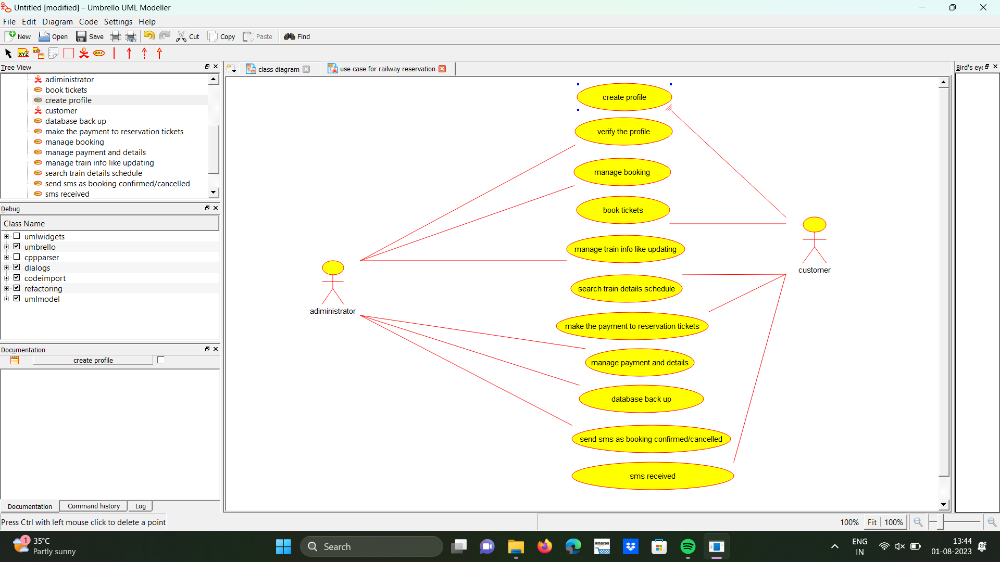 Untitled [modified] – Umbrello UML Modeller
File Edit Diagram Code Settings Help
New Open Save Cut Copy Paste Find
XYZ XYZ ABC
Tree View
adiministrator
book tickets
create profile
customer
database back up
make the payment to reservation tickets
manage booking
manage payment and details
manage train info like updating
search train details schedule
send sms as booking confirmed/cancelled
sms received
Debug
Class Name
umlwidgets
umbrello
cppparser
dialogs
codeimport
refactoring
umlmodel
Documentation
create profile
Documentation Command history Log
Press Ctrl with left mouse click to delete a point
class diagram use case for railway reservation
create profile
verify the profile
manage booking
book tickets
manage train info like updating
search train details schedule
make the payment to reservation tickets
manage payment and details
database back up
send sms as booking confirmed/cancelled
sms received
adiministrator
customer
Bird's eye
100% Fit 100%
1
35°C
Partly sunny
Search
amazon
ENG
IN
13:44
01-08-2023